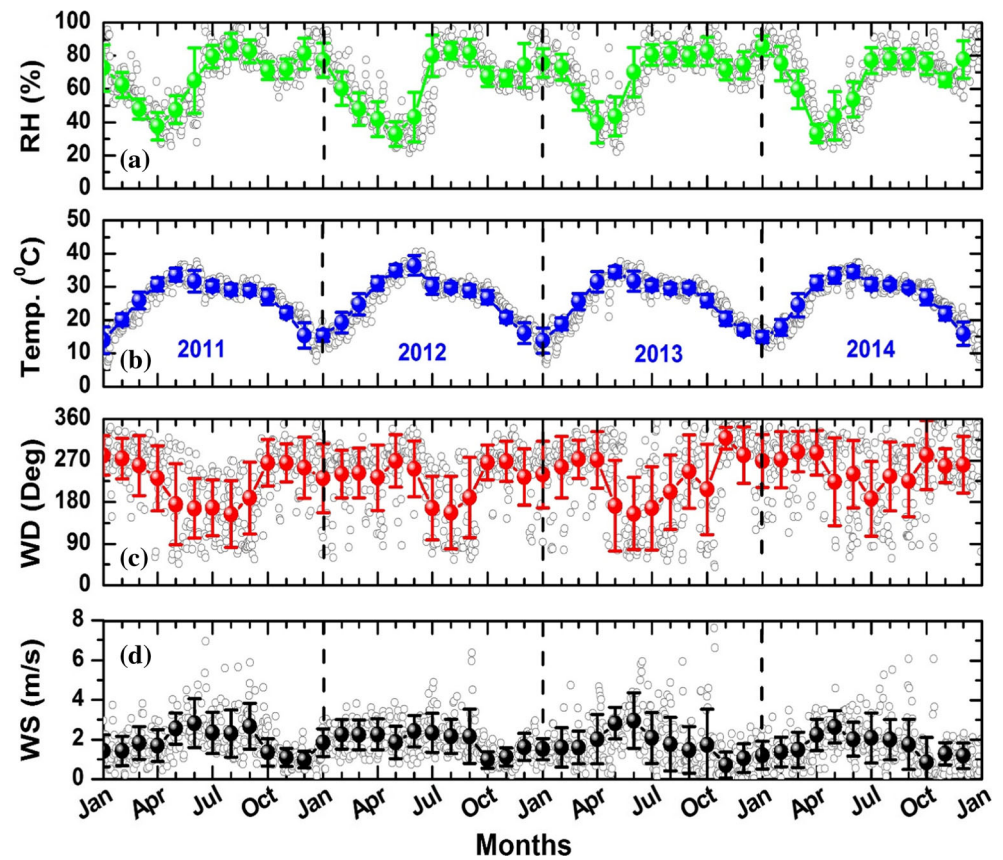 100
80
60
40
20
0
RH (%)
(a)
50
40
30
20
10
0
Temp. (⁰C)
(b)
2011
2012
2013
2014
360
270
180
90
0
WD (Deg)
(c)
8
6
4
2
0
WS (m/s)
(d)
Jan Apr Jul Oct Jan Apr Jul Oct Jan Apr Jul Oct Jan Apr Jul Oct Jan
Months